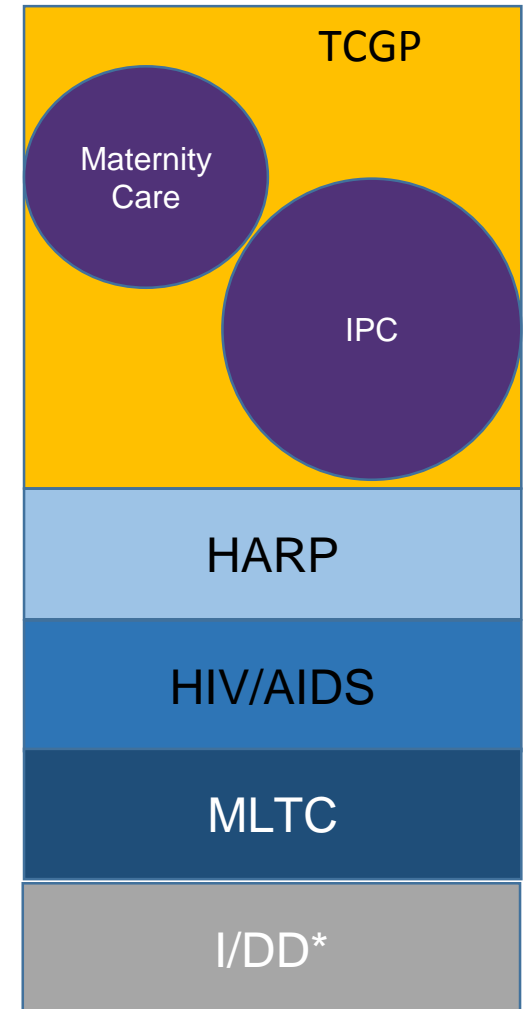 TCGP
Maternity
Care
IPC
HARP
HIV/AIDS
MLTC
I/DD*